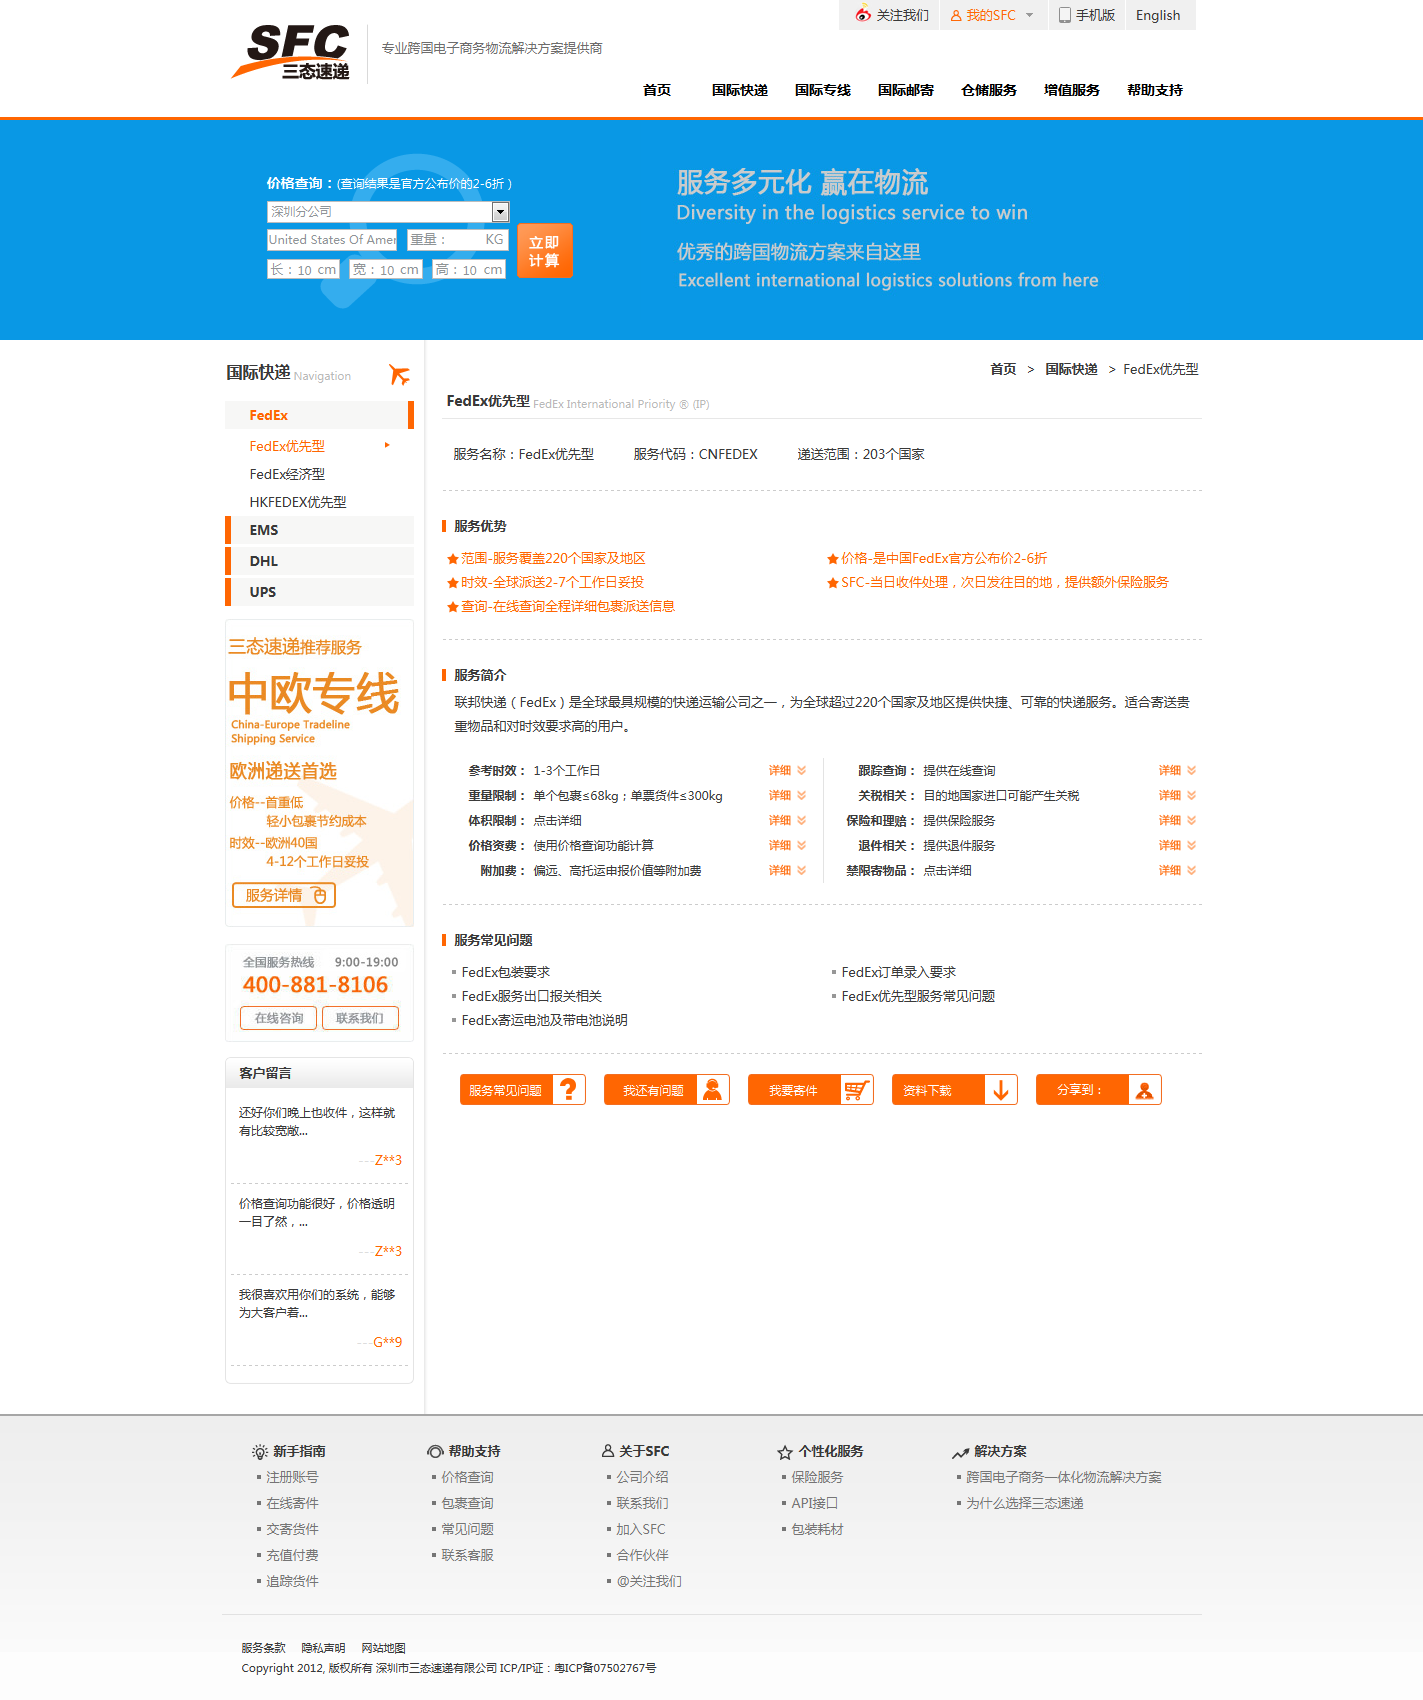 关注我们 我的SFC 手机版 English
SFC 三态速递 专业跨国电子商务物流解决方案提供商
首页 国际快递 国际专线 国际邮寄 仓储服务 增值服务 帮助支持
价格查询：(查询结果是官方公布价的2-6折 )
深圳分公司
United States Of Amer 重量： KG
长：10 cm 宽：10 cm 高：10 cm
立即
计算
服务多元化 赢在物流
Diversity in the logistics service to win
优秀的跨国物流方案来自这里
Excellent international logistics solutions from here
国际快递 Navigation
FedEx
FedEx优先型
FedEx经济型
HKFEDEX优先型
EMS
DHL
UPS
三态速递推荐服务
中欧专线
China-Europe Tradeline
Shipping Service
欧洲递送首选
价格--首重低
轻小包裹节约成本
时效--欧洲40国
4-12个工作日妥投
服务详情
全国服务热线 9:00-19:00
400-881-8106
在线咨询 联系我们
客户留言
还好你们晚上也收件，这样就
有比较宽敞...
---Z**3
价格查询功能很好，价格透明
一目了然，...
---Z**3
我很喜欢用你们的系统，能够
为大客户着...
---G**9
首页 > 国际快递 > FedEx优先型
FedEx优先型 FedEx International Priority ® (IP)
服务名称：FedEx优先型 服务代码：CNFEDEX 递送范围：203个国家
服务优势
范围-服务覆盖220个国家及地区 价格-是中国FedEx官方公布价2-6折
时效-全球派送2-7个工作日妥投 SFC-当日收件处理，次日发往目的地，提供额外保险服务
查询-在线查询全程详细包裹派送信息
服务简介
联邦快递（FedEx）是全球最具规模的快递运输公司之一，为全球超过220个国家及地区提供快捷、可靠的快递服务。适合寄送贵
重物品和对时效要求高的用户。
参考时效： 1-3个工作日 详细 跟踪查询： 提供在线查询 详细
重量限制： 单个包裹≤68kg；单票货件≤300kg 详细 关税相关： 目的地国家进口可能产生关税 详细
体积限制： 点击详细 详细 保险和理赔： 提供保险服务 详细
价格资费： 使用价格查询功能计算 详细 退件相关： 提供退件服务 详细
附加费： 偏远、高托运申报价值等附加费 详细 禁限寄物品： 点击详细 详细
服务常见问题
FedEx包装要求 FedEx订单录入要求
FedEx服务出口报关相关 FedEx优先型服务常见问题
FedEx寄运电池及带电池说明
服务常见问题 我还有问题 我要寄件 资料下载 分享到：
新手指南 帮助支持 关于SFC 个性化服务 解决方案
注册账号 价格查询 公司介绍 保险服务 跨国电子商务一体化物流解决方案
在线寄件 包裹查询 联系我们 API接口 为什么选择三态速递
交寄货件 常见问题 加入SFC 包装耗材
充值付费 联系客服 合作伙伴
追踪货件 @关注我们
服务条款 隐私声明 网站地图
Copyright 2012, 版权所有 深圳市三态速递有限公司 ICP/IP证：粤ICP备07502767号